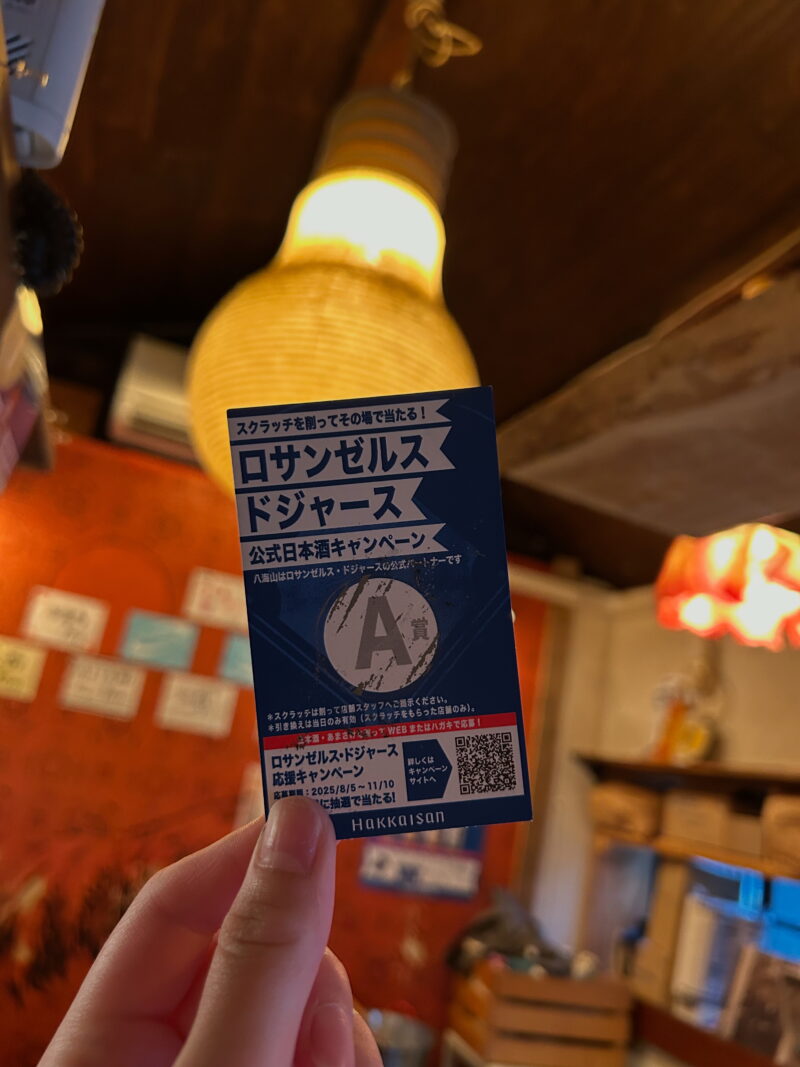 スクラッチを削ってその場で当たる！
ロサンゼルス
ドジャース
公式日本酒キャンペーン
八海山はロサンゼルス・ドジャースの公式パートナーです
A賞
＊スクラッチは削って店舗スタッフへご提示ください。
＊引き換えは当日のみ有効（スクラッチをもらった店舗のみ）。
WEBまたはハガキで応募！
ロサンゼルス・ドジャース
応援キャンペーン
応募期間：2025/8/5～11/10
に抽選で当たる!
詳しくは
キャンペーン
サイトへ
HAKKAISAN